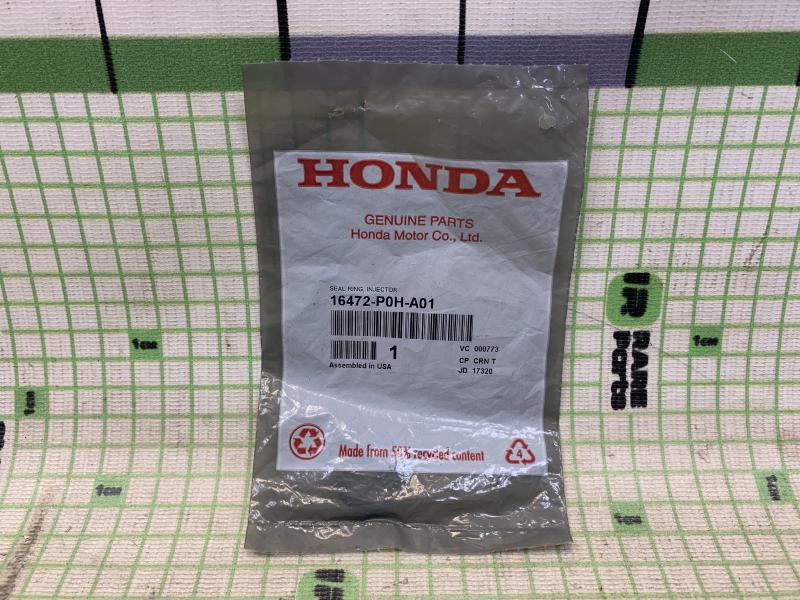 HONDA
GENUINE PARTS
Honda Motor Co., Ltd.
SEAL RING, INJECTOR
16472-P0H-A01
1
VC 000773
CP CRN T
Assembled in USA
JD 17320
Made from 50% recycled content
4
RARE
Parts
1CM
1CM
1CM
1CM
1CM
1CM